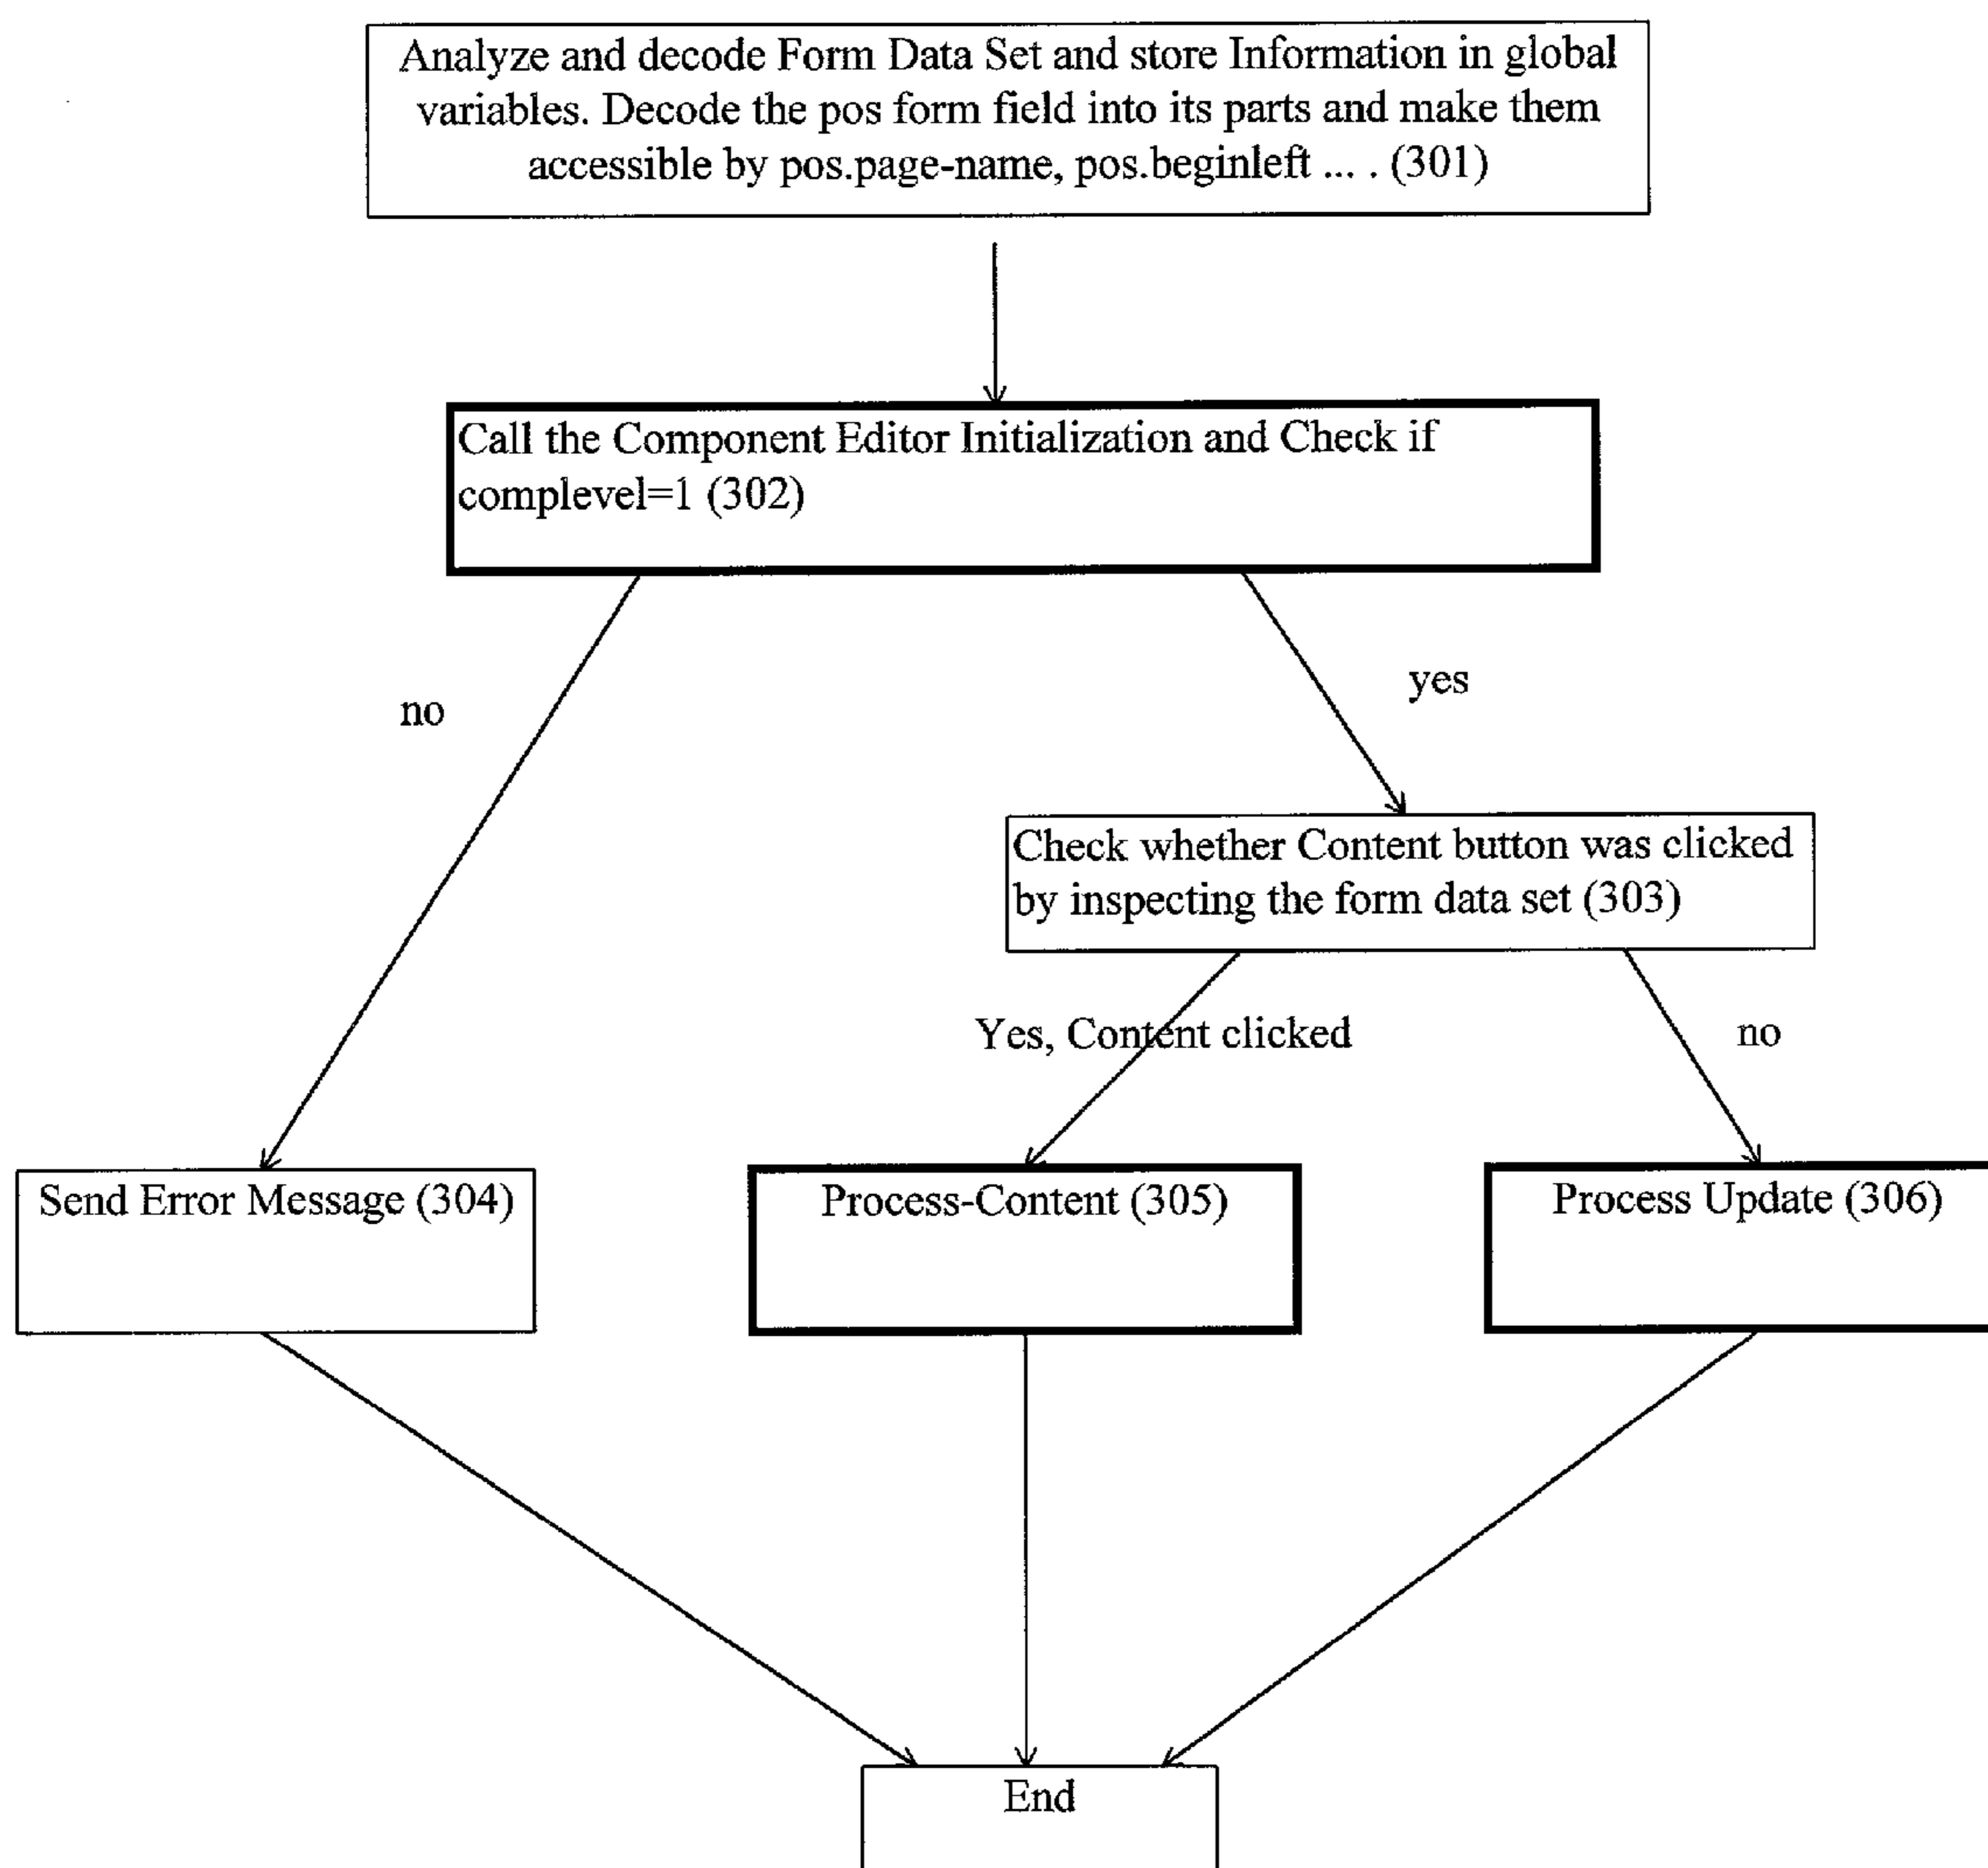 Analyze and decode Form Data Set and store Information in global
variables. Decode the pos form field into its parts and make them
accessible by pos.page-name, pos.beginleft ... . (301)
Call the Component Editor Initialization and Check if
complevel=1 (302)
no
yes
Check whether Content button was clicked
by inspecting the form data set (303)
Yes, Content clicked
no
Send Error Message (304)
Process-Content (305)
Process Update (306)
End